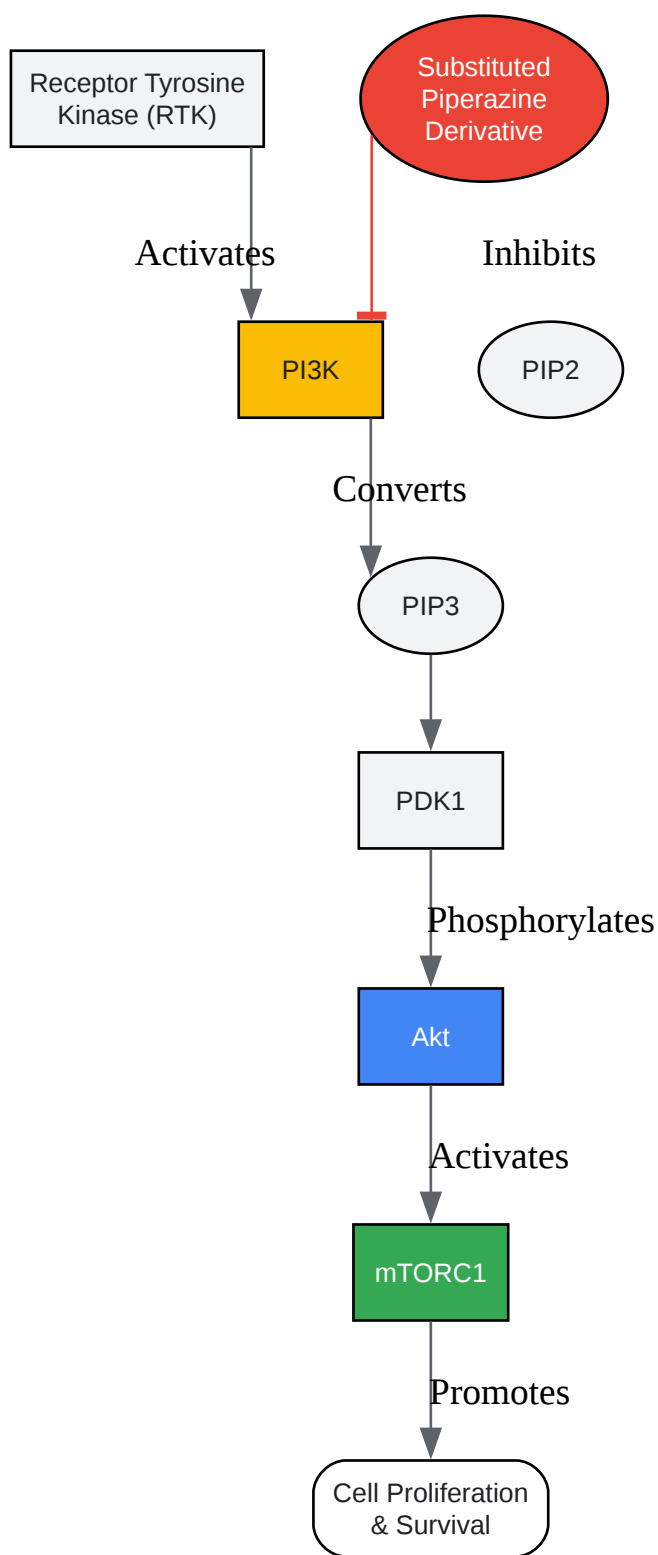 Receptor Tyrosine
Kinase (RTK)
Substituted
Piperazine
Derivative
Activates
Inhibits
PI3K
PIP2
Converts
PIP3
PDK1
Phosphorylates
Akt
Activates
mTORC1
Promotes
Cell Proliferation
& Survival